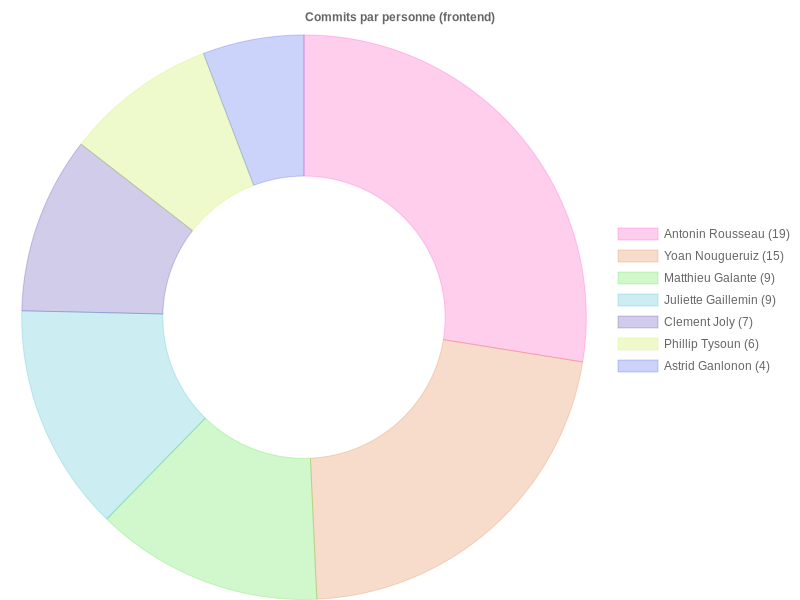 Commits par personne (frontend)
Antonin Rousseau (19)
Yoan Nougueruiz (15)
Matthieu Galante (9)
Juliette Gaillemin (9)
Clement Joly (7)
Phillip Tysoun (6)
Astrid Ganlonon (4)